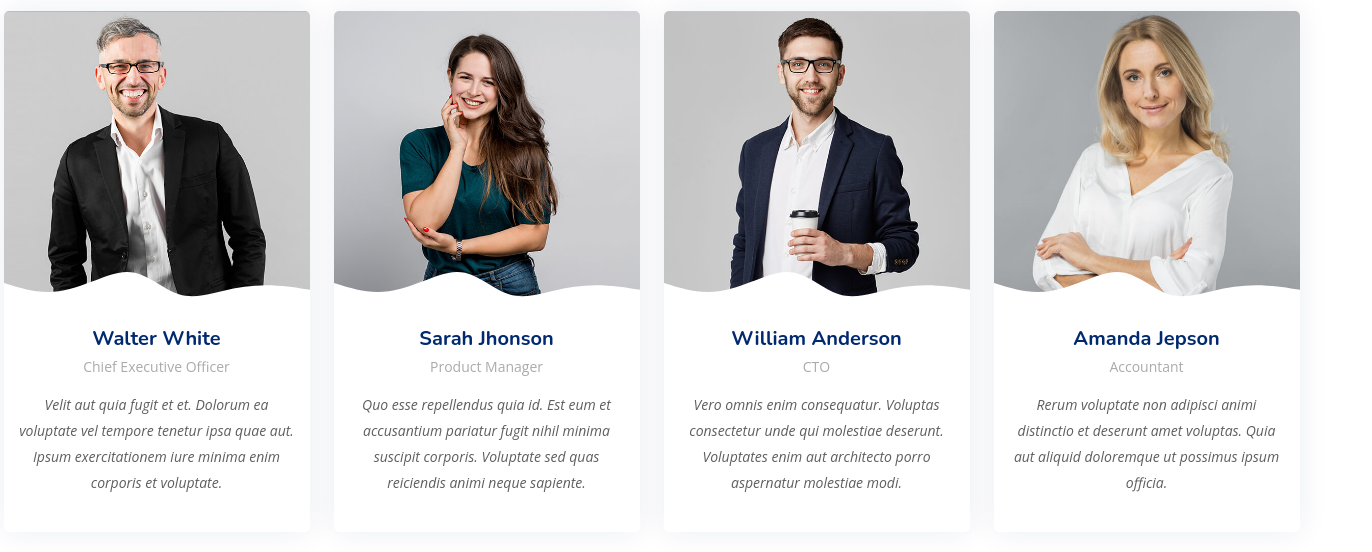 Walter White
Chief Executive Officer
Velit aut quia fugit et et. Dolorum ea
voluptate vel tempore tenetur ipsa quae aut.
Ipsum exercitationem iure minima enim
corporis et voluptate.
Sarah Jhonson
Product Manager
Quo esse repellendus quia id. Est eum et
accusantium pariatur fugit nihil minima
suscipit corporis. Voluptate sed quas
reiciendis animi neque sapiente.
William Anderson
CTO
Vero omnis enim consequatur. Voluptas
consectetur unde qui molestiae deserunt.
Voluptates enim aut architecto porro
aspernatur molestiae modi.
Amanda Jepson
Accountant
Rerum voluptate non adipisci animi
distinctio et deserunt amet voluptas. Quia
aut aliquid doloremque ut possimus ipsum
officia.